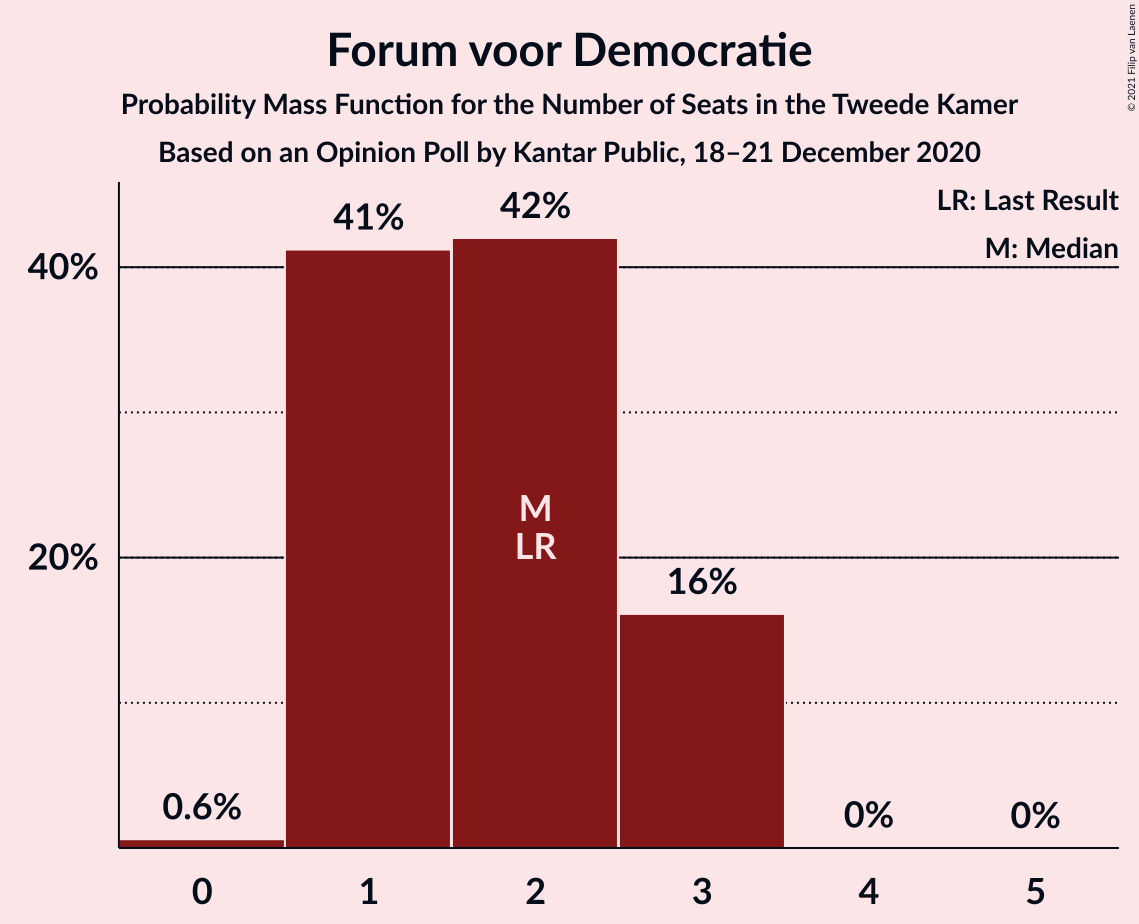 Forum voor Democratie
Probability Mass Function for the Number of Seats in the Tweede Kamer
Based on an Opinion Poll by Kantar Public, 18–21 December 2020
© 2021 Filip van Laenen
LR: Last Result
M: Median
41%
42%
40%
M
LR
20%
16%
0.6%
0%
0%
0
1
2
3
4
5